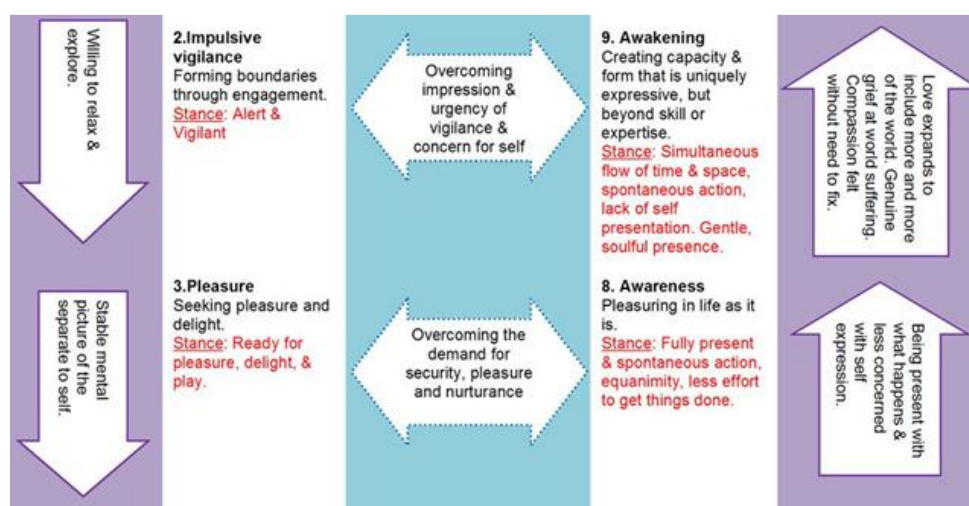 Willing to relax &
explore.
2.Impulsive
vigilance
Forming boundaries
through engagement.
Stance: Alert &
Vigilant
Overcoming
impression &
urgency of
vigilance &
concern for self
9. Awakening
Creating capacity &
form that is uniquely
expressive, but
beyond skill or
expertise.
Stance: Simultaneous
flow of time & space,
spontaneous action,
lack of self
presentation. Gentle,
soulful presence.
Love expands to
include more and more
of the world. Genuine
grief at world suffering.
Compassion felt
without need to fix.
Stable mental
picture of the
separate to self.
3.Pleasure
Seeking pleasure and
delight.
Stance: Ready for
pleasure, delight, &
play.
Overcoming the
demand for
security, pleasure
and nurturance
8. Awareness
Pleasuring in life as it
is.
Stance: Fully present
& spontaneous action,
equanimity, less effort
to get things done.
Being present with
what happens &
less concerned
with self
expression.